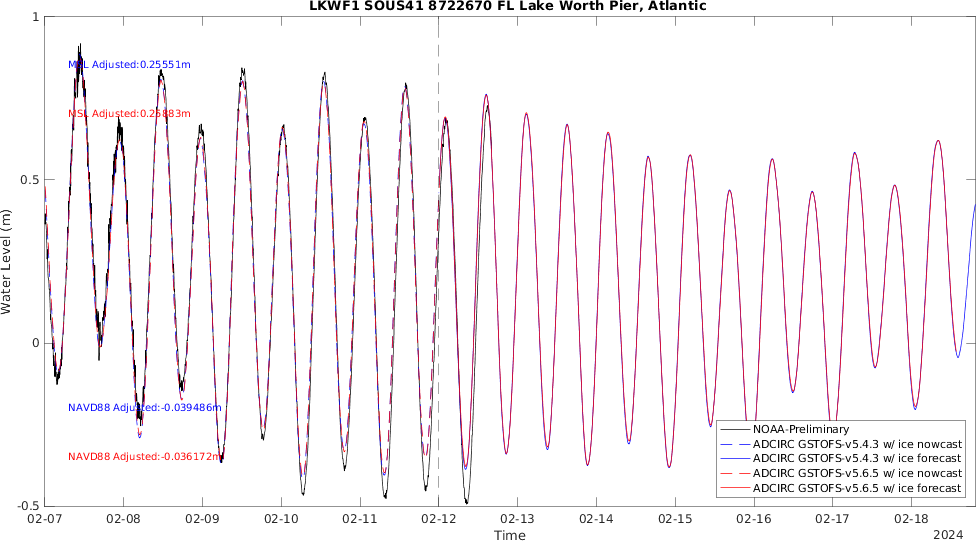 LKWF1 SOUS41 8722670 FL Lake Worth Pier, Atlantic
1
0.5
0
-0.5
Water Level (m)
MSL Adjusted:0.25551m
MSL Adjusted:0.26883m
NAVD88 Adjusted:-0.039486m
NAVD88 Adjusted:-0.036172m
NOAA-Preliminary
ADCIRC GSTOFS-v5.4.3 w/ ice nowcast
ADCIRC GSTOFS-v5.4.3 w/ ice forecast
ADCIRC GSTOFS-v5.6.5 w/ ice nowcast
ADCIRC GSTOFS-v5.6.5 w/ ice forecast
02-07 02-08 02-09 02-10 02-11 02-12 02-13 02-14 02-15 02-16 02-17 02-18
Time
2024